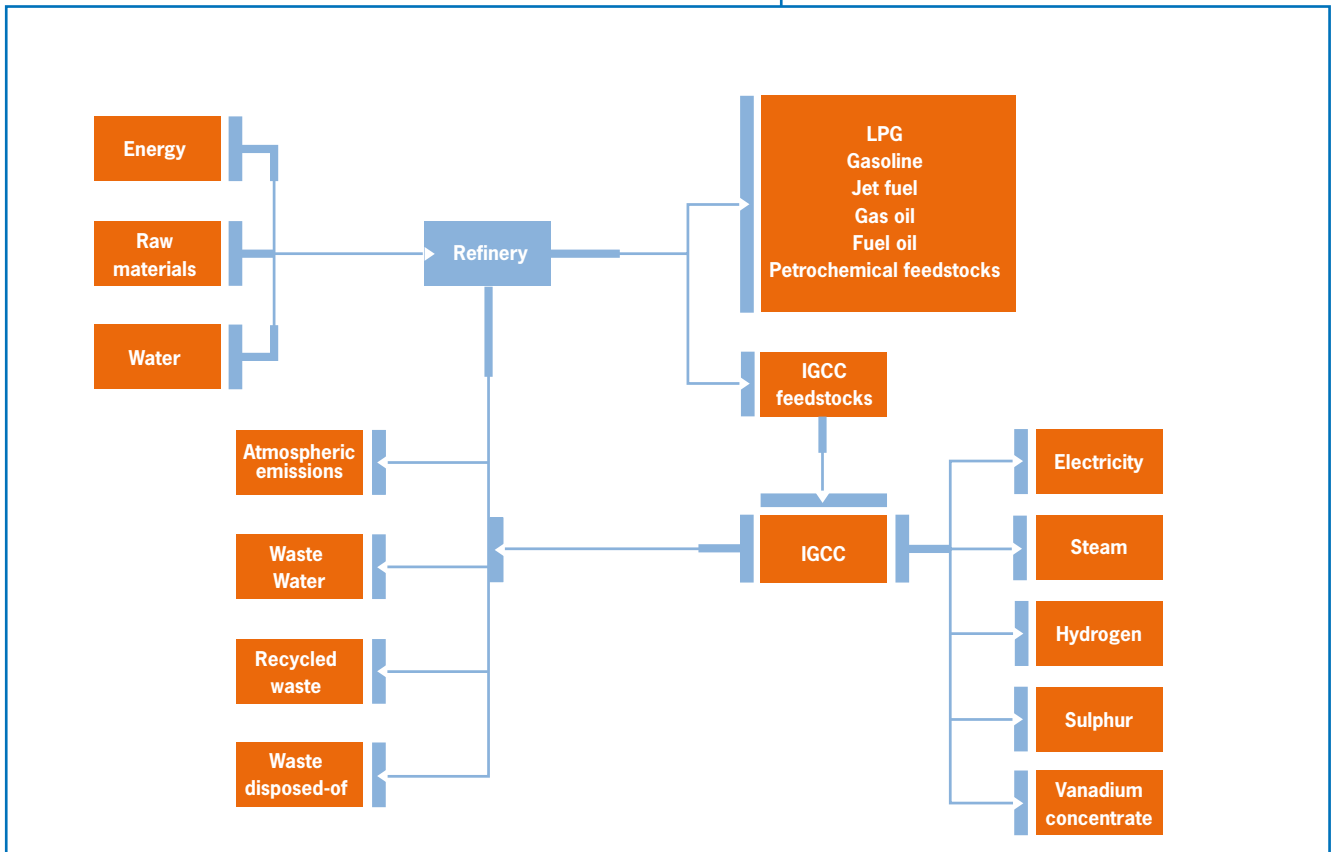 Energy
Raw
materials
Water
Refinery
LPG
Gasoline
Jet fuel
Gas oil
Fuel oil
Petrochemical feedstocks
IGCC
feedstocks
Atmospheric
emissions
Waste
Water
Recycled
waste
Waste
disposed-of
IGCC
Electricity
Steam
Hydrogen
Sulphur
Vanadium
concentrate